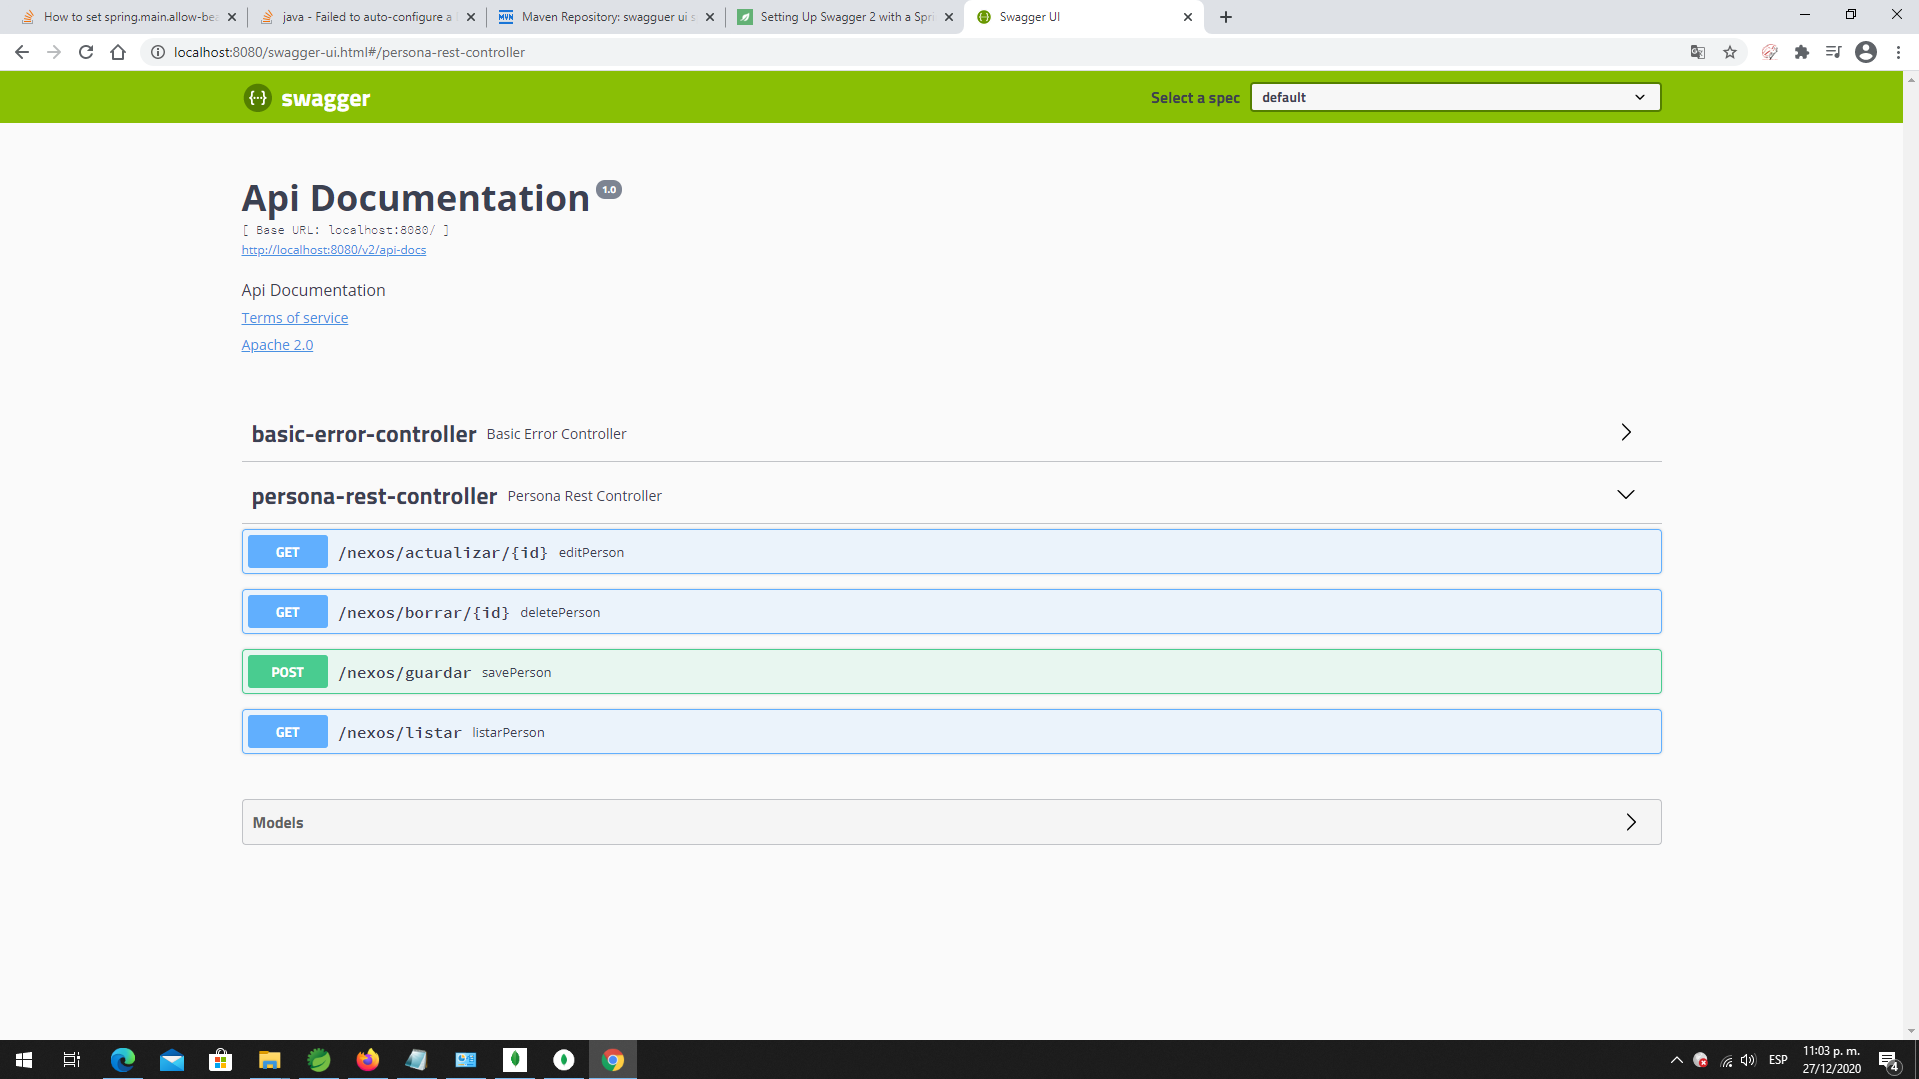 How to set spring.main.allow-bea
java - Failed to auto-configure a
Maven Repository: swagguer ui s
Setting Up Swagger 2 with a Spri
Swagger UI
localhost:8080/swagger-ui.html#/persona-rest-controller
{...} swagger
Select a spec default
Api Documentation 1.0
[ Base URL: localhost:8080/ ]
http://localhost:8080/v2/api-docs
Api Documentation
Terms of service
Apache 2.0
basic-error-controller Basic Error Controller
persona-rest-controller Persona Rest Controller
GET /nexos/actualizar/{id} editPerson
GET /nexos/borrar/{id} deletePerson
POST /nexos/guardar savePerson
GET /nexos/listar listarPerson
Models
ESP
11:03 p. m.
27/12/2020
4